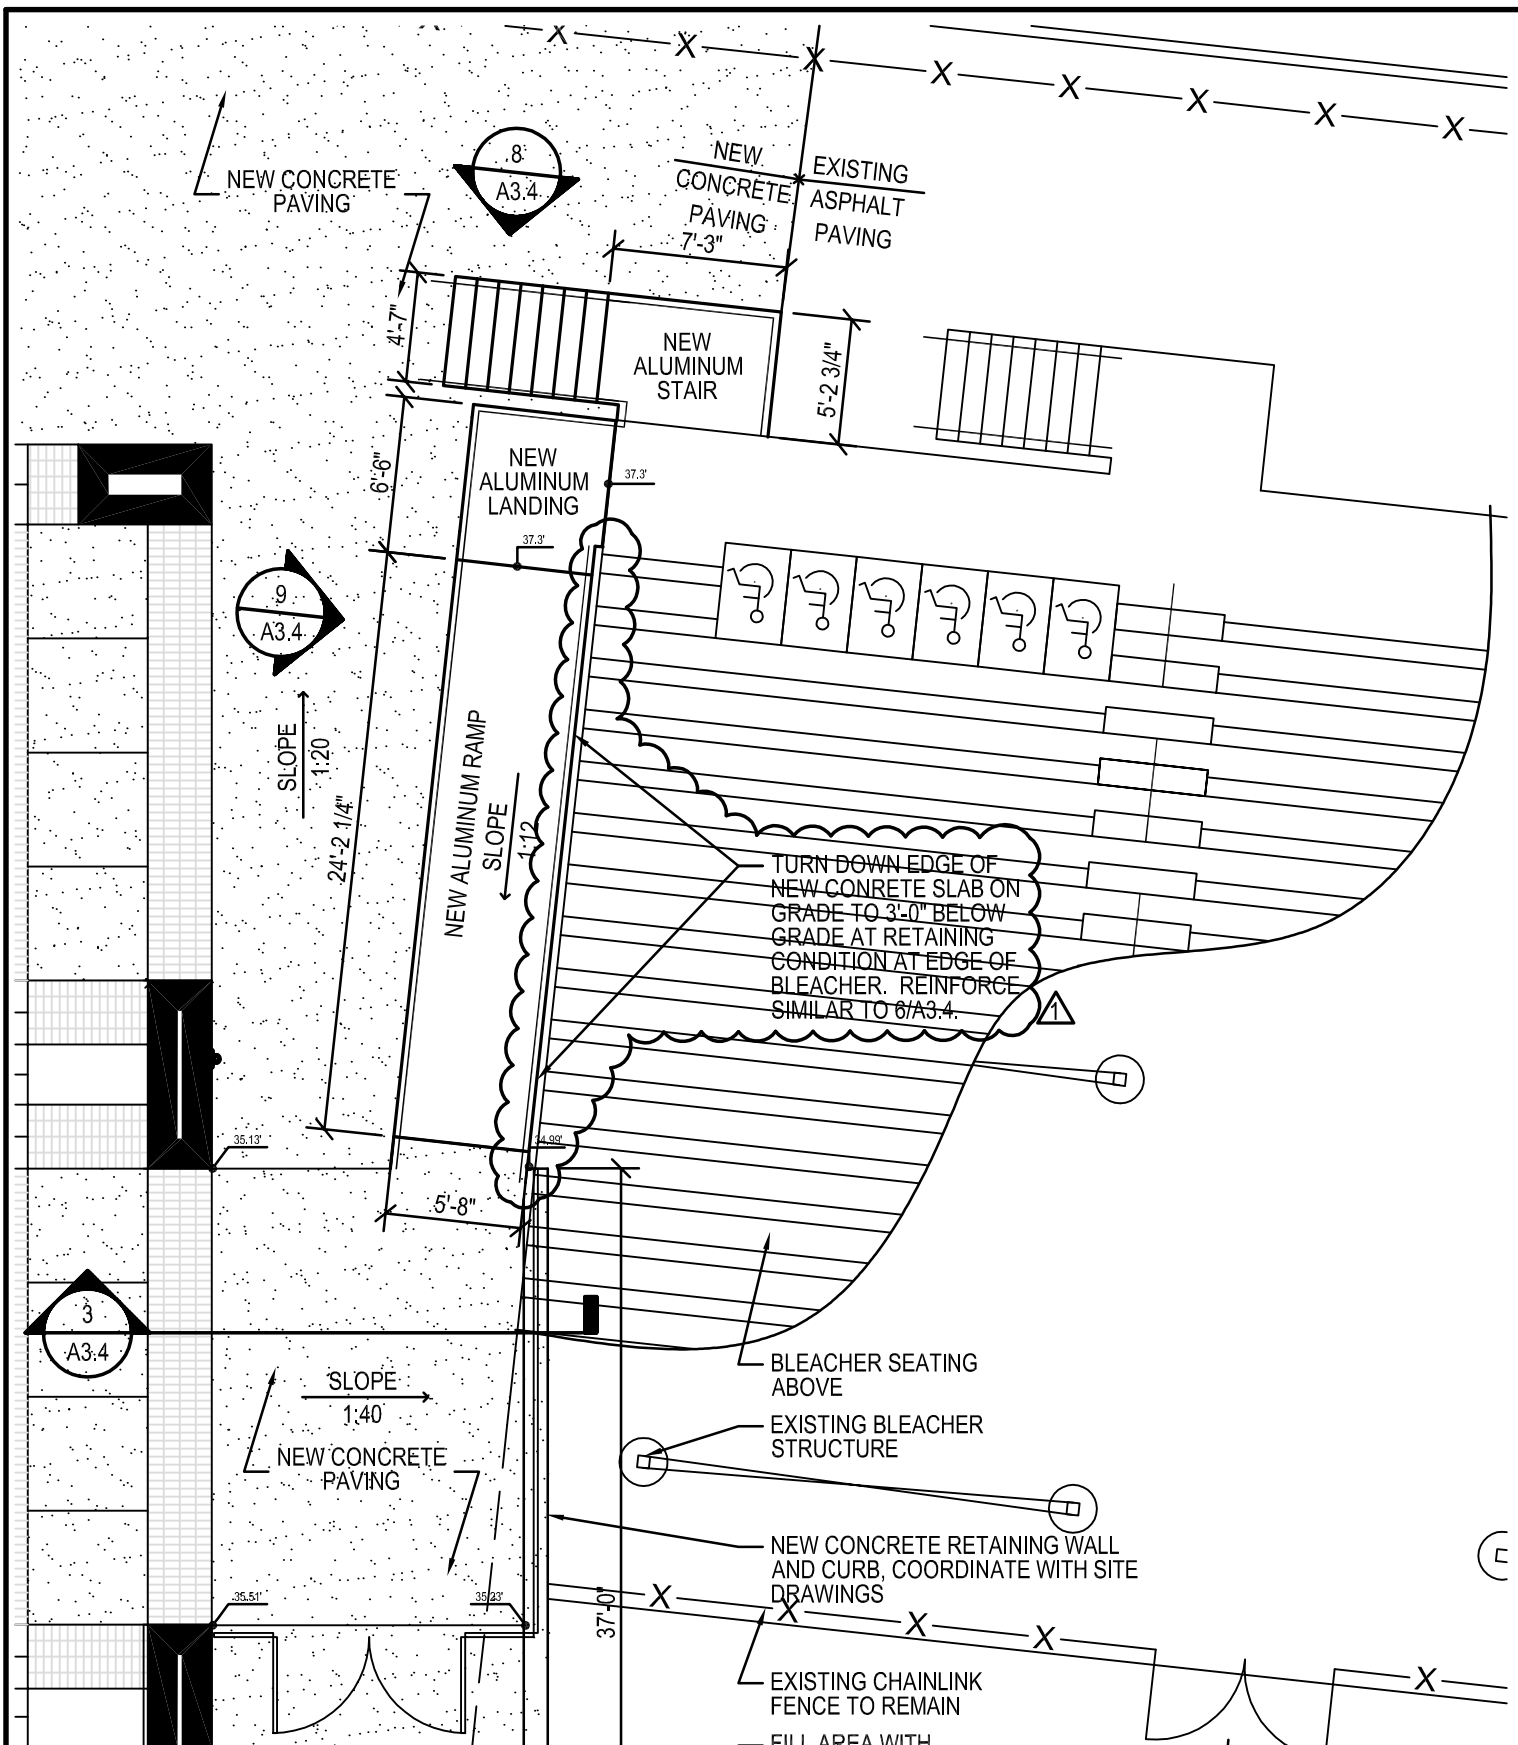 X X X X X X X X
8
A3.4
NEW CONCRETE
PAVING
NEW
CONCRETE
PAVING
EXISTING
ASPHALT
PAVING
7'-3"
4'-7"
NEW
ALUMINUM
STAIR
5'-2 3/4"
6'-6"
NEW
ALUMINUM
LANDING
37.3'
37.3'
9
A3.4
SLOPE
1:20
24'-2 1/4"
NEW ALUMINUM RAMP
SLOPE
1:12
TURN DOWN EDGE OF
NEW CONRETE SLAB ON
GRADE TO 3'-0" BELOW
GRADE AT RETAINING
CONDITION AT EDGE OF
BLEACHER. REINFORCE
SIMILAR TO 6/A3.4.
1
35.13'
34.99'
5'-8"
3
A3.4
SLOPE
1:40
NEW CONCRETE
PAVING
BLEACHER SEATING
ABOVE
EXISTING BLEACHER
STRUCTURE
NEW CONCRETE RETAINING WALL
AND CURB, COORDINATE WITH SITE
DRAWINGS
35.51'
35.23'
37'-0"
X X X X X
EXISTING CHAINLINK
FENCE TO REMAIN
FILL AREA WITH